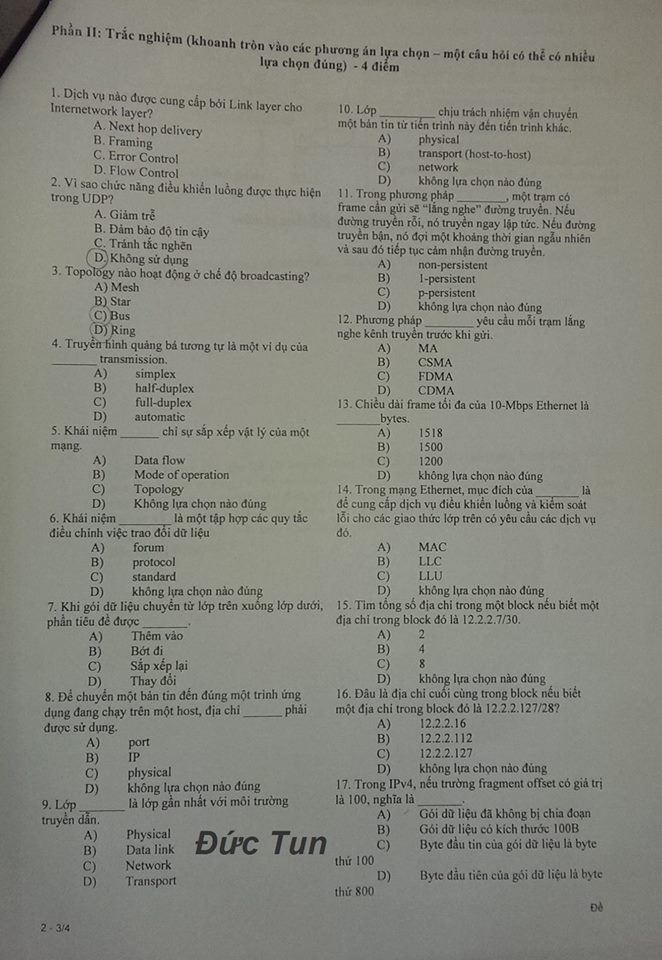 Phần II: Trắc nghiệm (khoanh tròn vào các phương án lựa chọn – một câu hỏi có thể có nhiều
lựa chọn đúng) - 4 điểm
1. Dịch vụ nào được cung cấp bởi Link layer cho
Internetwork layer?
A. Next hop delivery
B. Framing
C. Error Control
D. Flow Control
2. Vì sao chức năng điều khiển luồng được thực hiện
trong UDP?
A. Giảm trễ
B. Đảm bảo độ tin cậy
C. Tránh tắc nghẽn
D. Không sử dụng
3. Topology nào hoạt động ở chế độ broadcasting?
A) Mesh
B) Star
C) Bus
D) Ring
4. Truyền hình quảng bá tương tự là một ví dụ của
_______ transmission.
A) simplex
B) half-duplex
C) full-duplex
D) automatic
5. Khái niệm ______ chỉ sự sắp xếp vật lý của một
mạng.
A) Data flow
B) Mode of operation
C) Topology
D) Không lựa chọn nào đúng
6. Khái niệm ________ là một tập hợp các quy tắc
điều chỉnh việc trao đổi dữ liệu
A) forum
B) protocol
C) standard
D) không lựa chọn nào đúng
7. Khi gói dữ liệu chuyển từ lớp trên xuống lớp dưới,
phần tiêu đề được _______.
A) Thêm vào
B) Bớt đi
C) Sắp xếp lại
D) Thay đổi
8. Để chuyển một bản tin đến đúng một trình ứng
dụng đang chạy trên một host, địa chỉ ______ phải
được sử dụng.
A) port
B) IP
C) physical
D) không lựa chọn nào đúng
9. Lớp ________ là lớp gần nhất với môi trường
truyền dẫn.
A) Physical
B) Data link
C) Network
D) Transport
Đức Tun
2 - 3/4
10. Lớp ________ chịu trách nhiệm vận chuyển
một bản tin từ tiến trình này đến tiến trình khác.
A) physical
B) transport (host-to-host)
C) network
D) không lựa chọn nào đúng
11. Trong phương pháp _______, một trạm có
frame cần gửi sẽ “lắng nghe” đường truyền. Nếu
đường truyền rỗi, nó truyền ngay lập tức. Nếu đường
truyền bận, nó đợi một khoảng thời gian ngẫu nhiên
và sau đó tiếp tục cảm nhận đường truyền.
A) non-persistent
B) 1-persistent
C) p-persistent
D) không lựa chọn nào đúng
12. Phương pháp _______ yêu cầu mỗi trạm lắng
nghe kênh truyền trước khi gửi.
A) MA
B) CSMA
C) FDMA
D) CDMA
13. Chiều dài frame tối đa của 10-Mbps Ethernet là
_______bytes.
A) 1518
B) 1500
C) 1200
D) không lựa chọn nào đúng
14. Trong mạng Ethernet, mục đích của _______ là
để cung cấp dịch vụ điều khiển luồng và kiểm soát
lỗi cho các giao thức lớp trên có yêu cầu các dịch vụ
đó.
A) MAC
B) LLC
C) LLU
D) không lựa chọn nào đúng
15. Tìm tổng số địa chỉ trong một block nếu biết một
địa chỉ trong block đó là 12.2.2.7/30.
A) 2
B) 4
C) 8
D) không lựa chọn nào đúng
16. Đâu là địa chỉ cuối cùng trong block nếu biết
một địa chỉ trong block đó là 12.2.2.127/28?
A) 12.2.2.16
B) 12.2.2.112
C) 12.2.2.127
D) không lựa chọn nào đúng
17. Trong IPv4, nếu trường fragment offset có giá trị
là 100, nghĩa là _______.
A) Gói dữ liệu đã không bị chia đoạn
B) Gói dữ liệu có kích thước 100B
C) Byte đầu tin của gói dữ liệu là byte
thứ 100
D) Byte đầu tiên của gói dữ liệu là byte
thứ 800
Đề